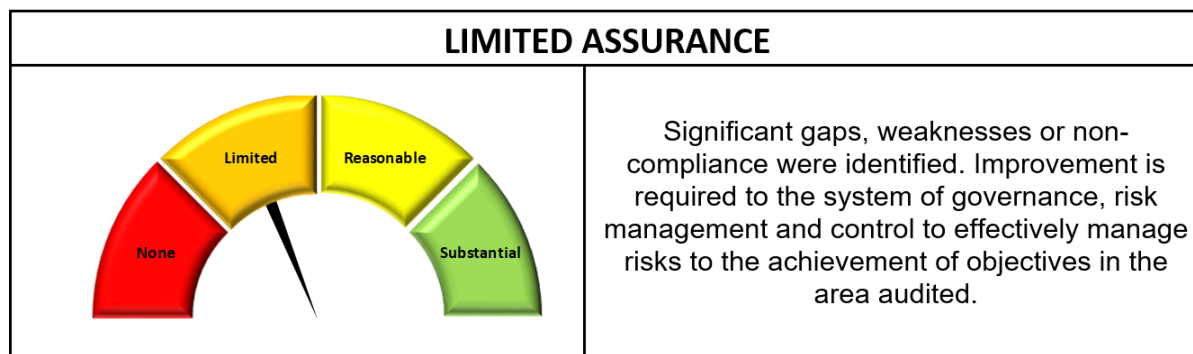 LIMITED ASSURANCE
Limited
Reasonable
None
Substantial
Significant gaps, weaknesses or non-
compliance were identified. Improvement is
required to the system of governance, risk
management and control to effectively manage
risks to the achievement of objectives in the
area audited.